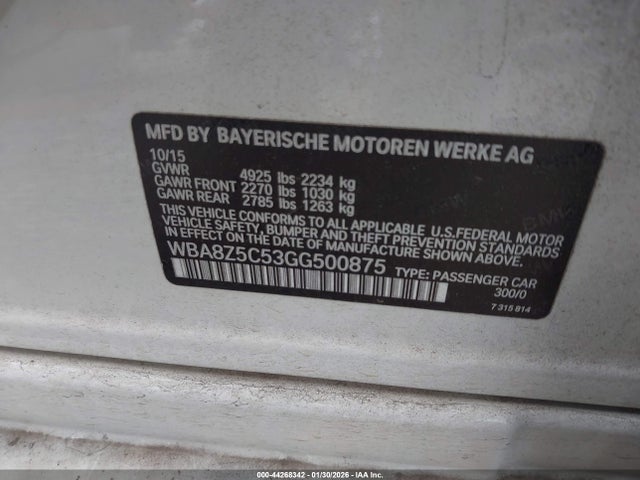 MFD BY BAYERISCHE MOTOREN WERKE AG
10/15
GVWR 4925 lbs 2234 kg
GAWR FRONT 2270 lbs 1030 kg
GAWR REAR 2785 lbs 1263 kg
THIS VEHICLE CONFORMS TO ALL APPLICABLE U.S.FEDERAL MOTOR
VEHICLE SAFETY, BUMPER AND THEFT PREVENTION STANDARDS
IN EFFECT ON THE DATE OF MANUFACTURE SHOWN ABOVE.
WBA8Z5C53GG500875 TYPE: PASSENGER CAR
300/0
7 315 814
000-44268342 - 01/30/2026 - IAA Inc.